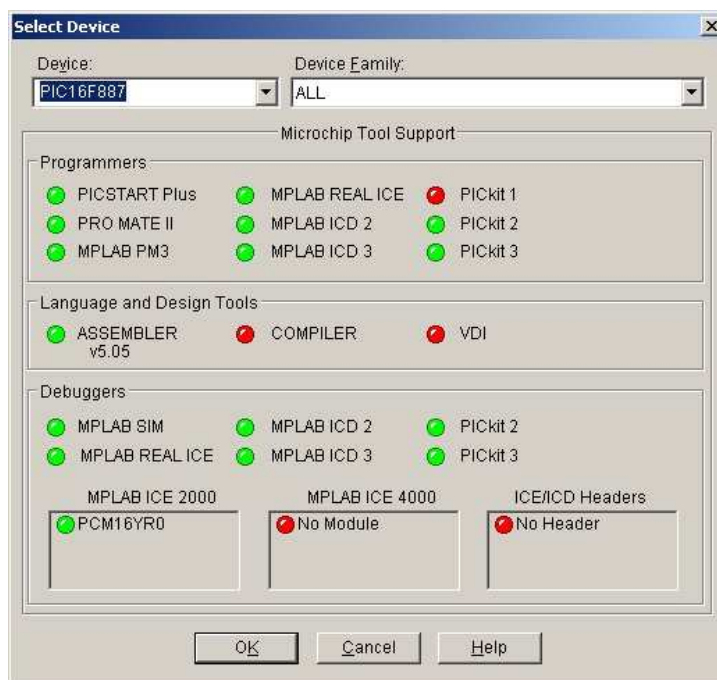 Select Device
Device: Device Family:
PIC16F887 ALL
Microchip Tool Support
Programmers
PICSTART Plus MPLAB REAL ICE PICkit 1
PRO MATE II MPLAB ICD 2 PICkit 2
MPLAB PM3 MPLAB ICD 3 PICkit 3
Language and Design Tools
ASSEMBLER COMPILER VDI
v5.05
Debuggers
MPLAB SIM MPLAB ICD 2 PICkit 2
MPLAB REAL ICE MPLAB ICD 3 PICkit 3
MPLAB ICE 2000 MPLAB ICE 4000 ICE/ICD Headers
PCM16YR0 No Module No Header
OK Cancel Help